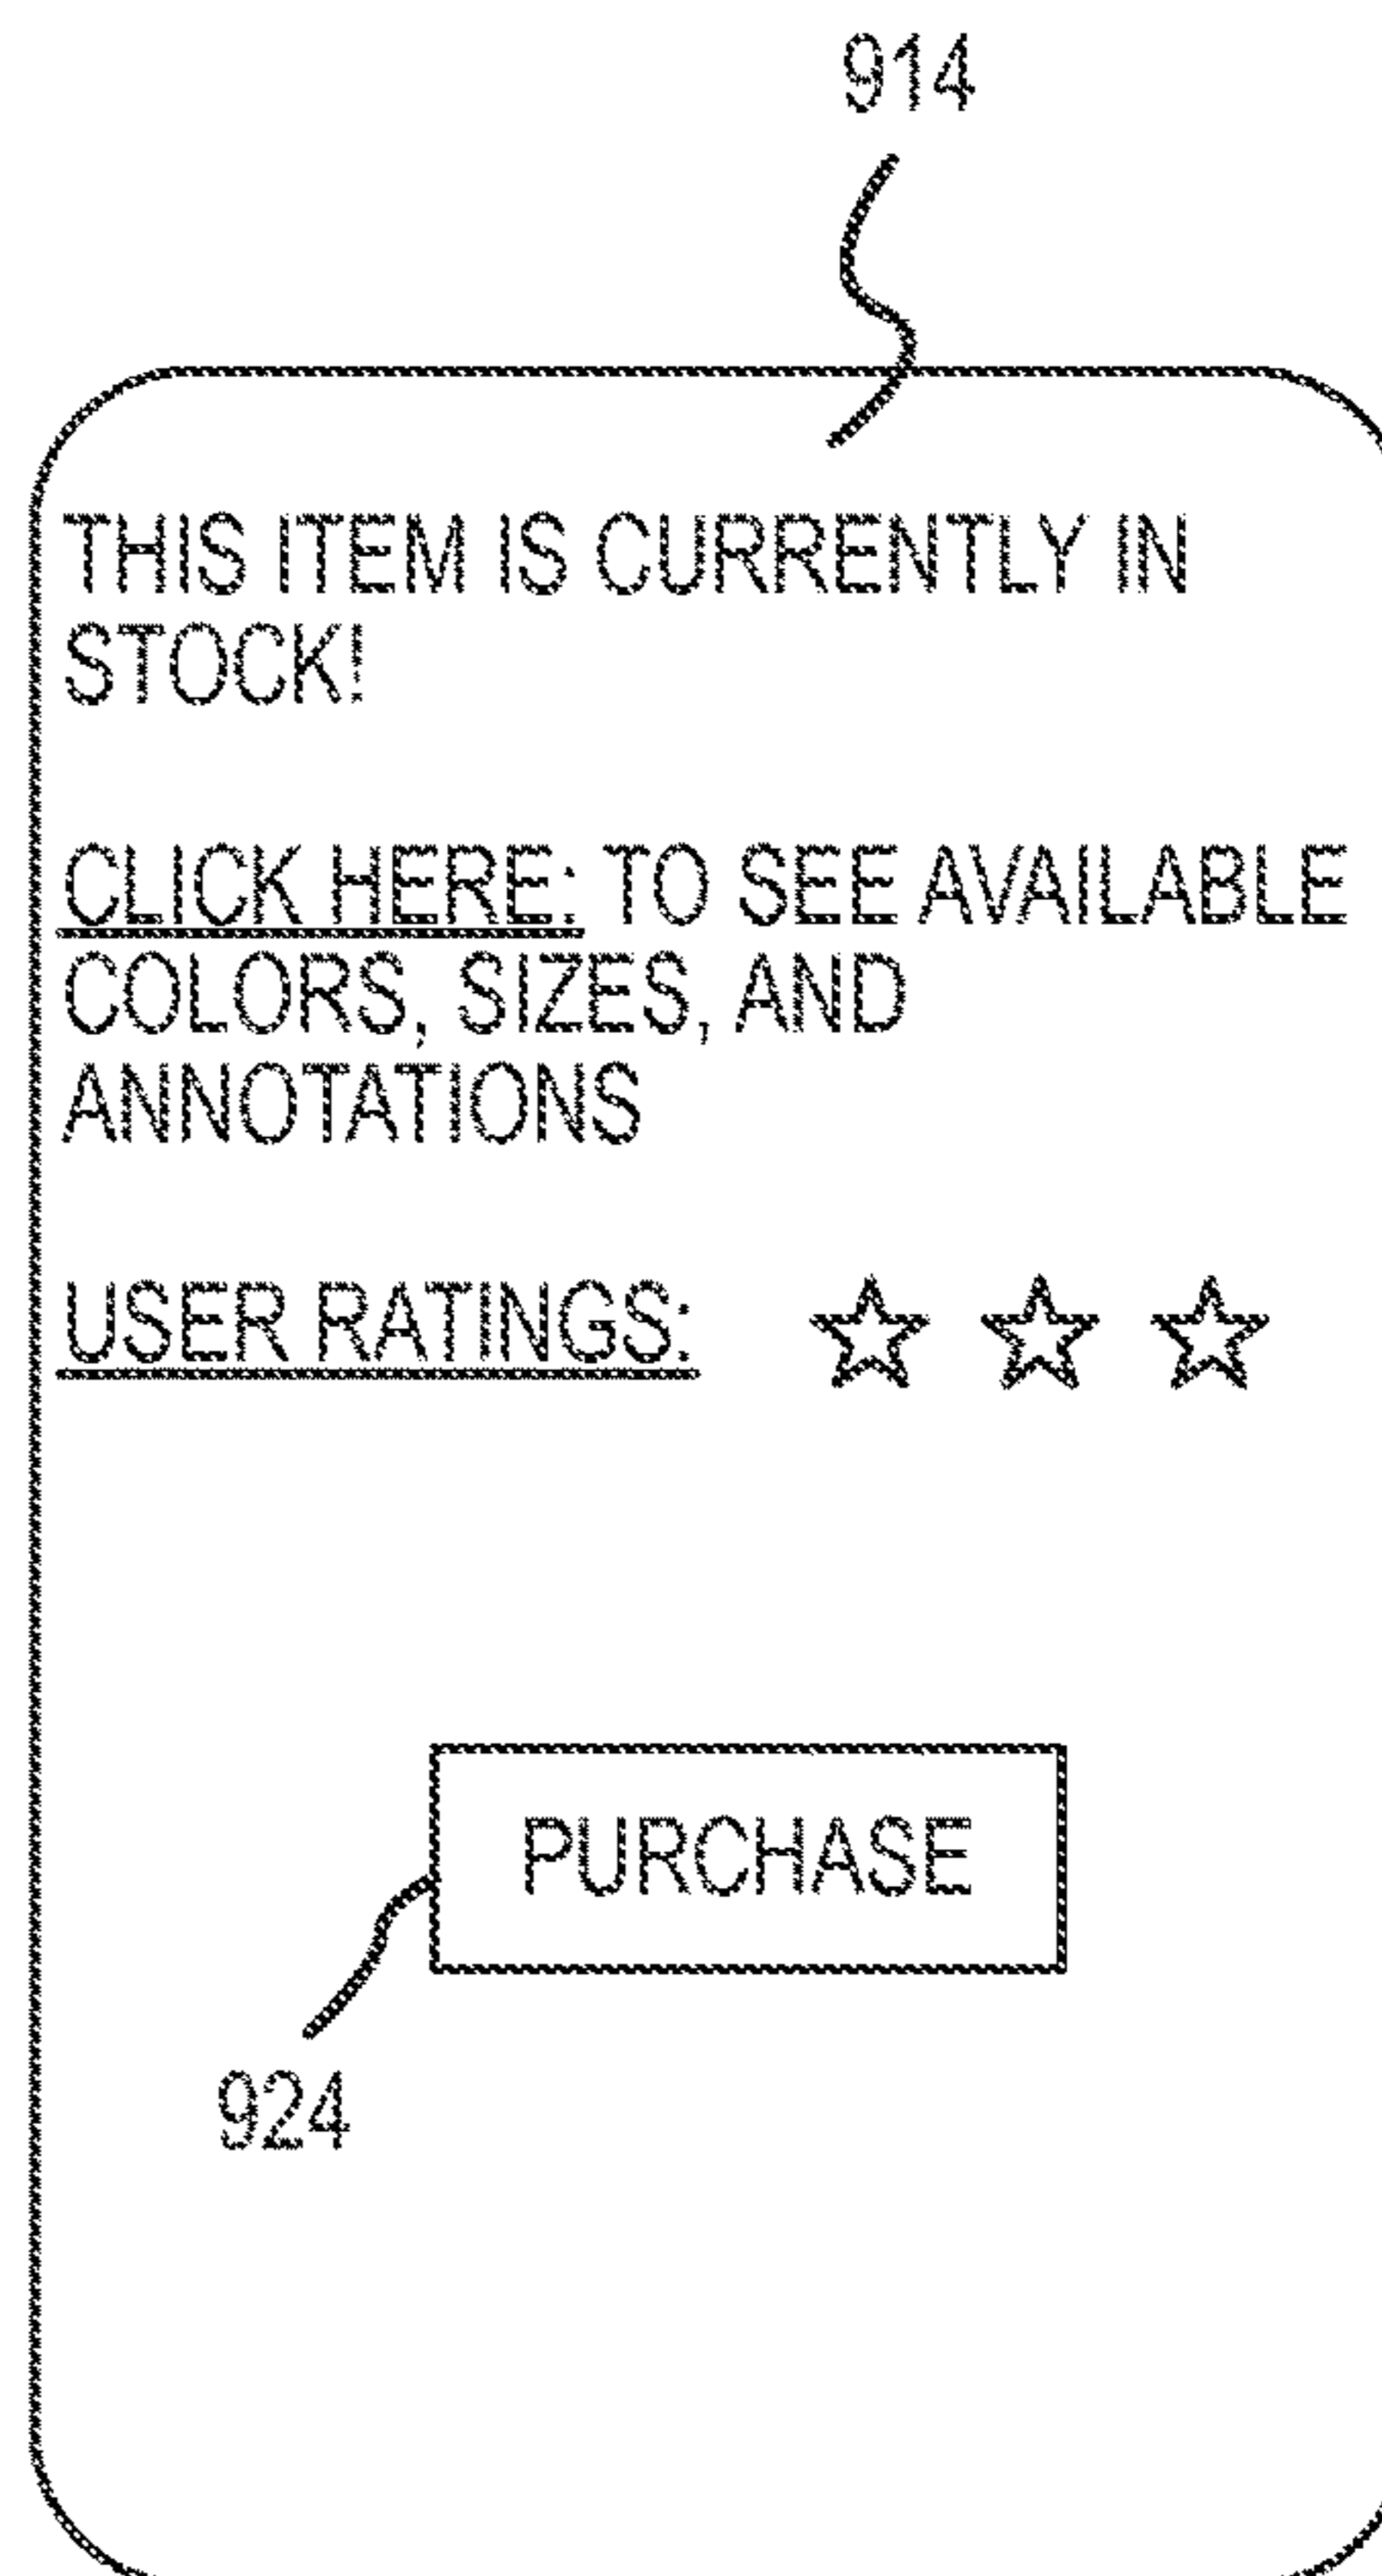 914
THIS ITEM IS CURRENTLY IN
STOCK!
CLICK HERE: TO SEE AVAILABLE
COLORS, SIZES, AND
ANNOTATIONS
USER RATINGS:
PURCHASE
924